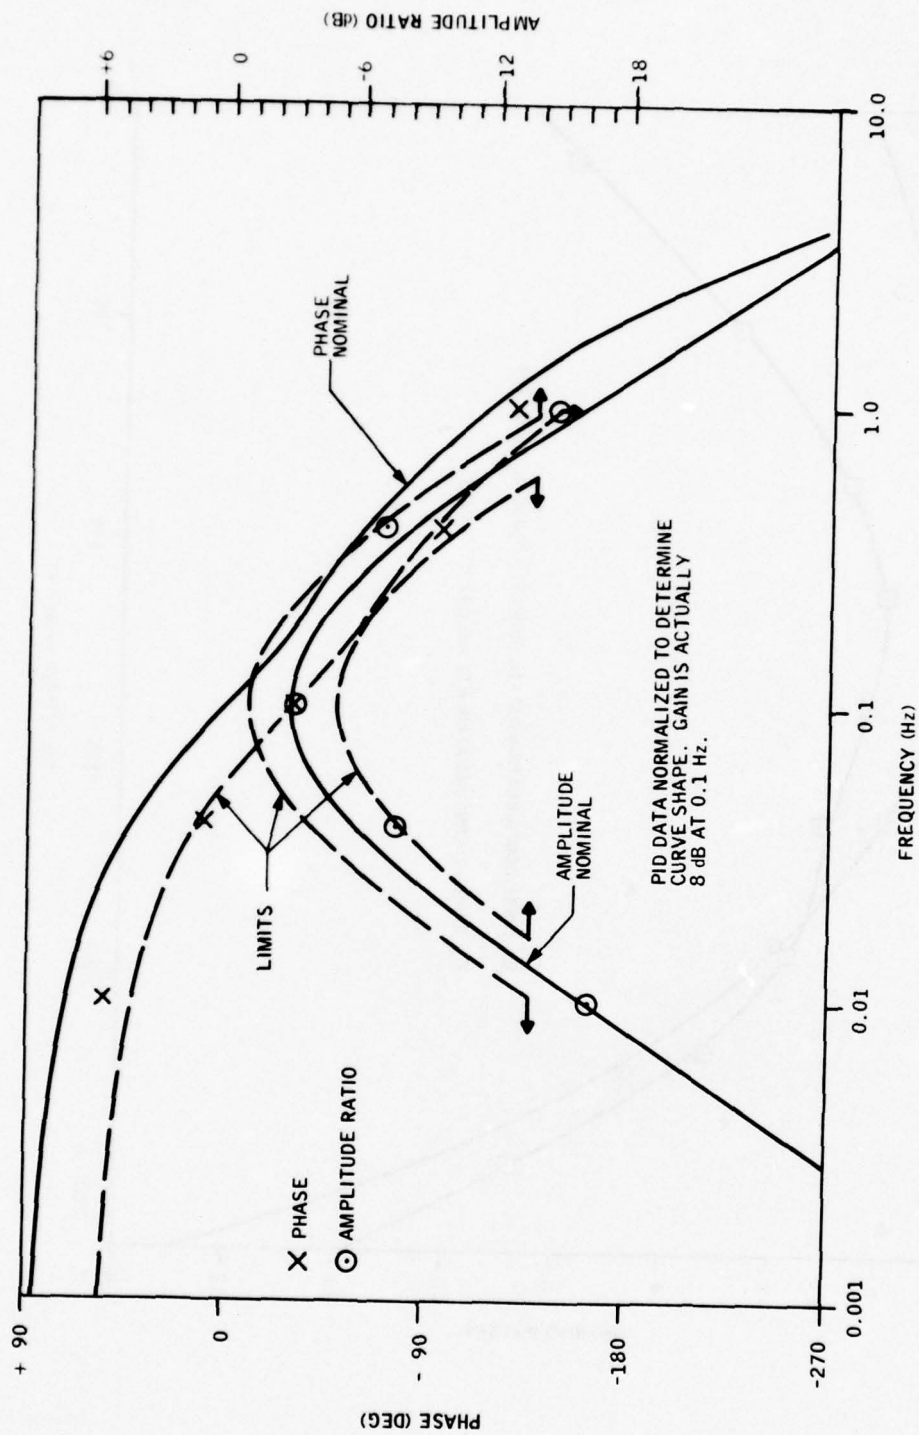 AMPLITUDE RATIO (dB)
+6
0
-6
-12
-18
PHASE
NOMINAL
LIMITS
AMPLITUDE
NOMINAL
PID DATA NORMALIZED TO DETERMINE
CURVE SHAPE. GAIN IS ACTUALLY
8 dB AT 0.1 Hz.
X PHASE
⊙ AMPLITUDE RATIO
PHASE (DEG)
+ 90
0
- 90
-180
-270
0.001
0.01
0.1
1.0
10.0
FREQUENCY (Hz)